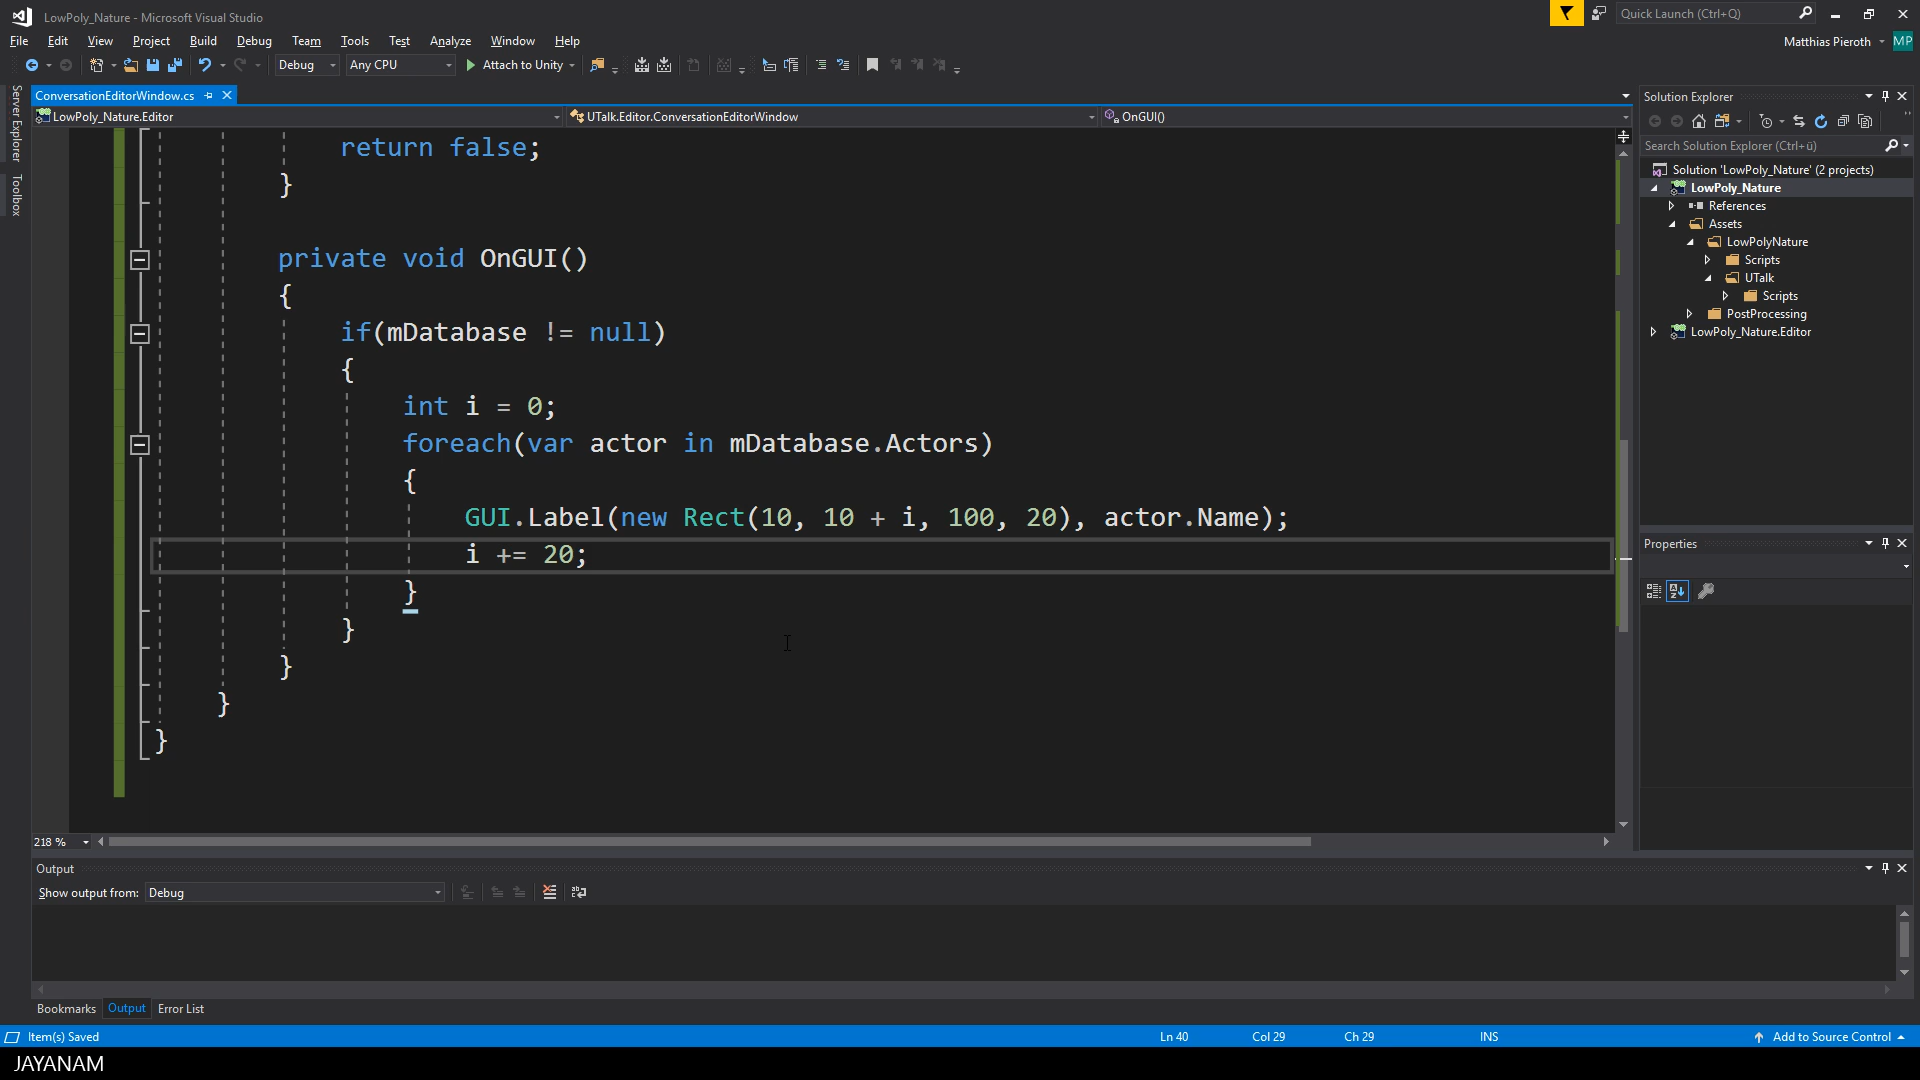 LowPoly_Nature - Microsoft Visual Studio
Quick Launch (Ctrl+Q)
File Edit View Project Build Debug Team Tools Test Analyze Window Help
Matthias Pieroth MP
Debug Any CPU Attach to Unity
Server Explorer
Toolbox
ConversationEditorWindow.cs
LowPoly_Nature.Editor UTalk.Editor.ConversationEditorWindow OnGUI()
return false;
}
private void OnGUI()
{
if(mDatabase != null)
{
int i = 0;
foreach(var actor in mDatabase.Actors)
{
GUI.Label(new Rect(10, 10 + i, 100, 20), actor.Name);
i += 20;
}
}
}
}
}
218 %
Solution Explorer
Search Solution Explorer (Ctrl+ü)
Solution 'LowPoly_Nature' (2 projects)
LowPoly_Nature
References
Assets
LowPolyNature
Scripts
UTalk
Scripts
PostProcessing
LowPoly_Nature.Editor
Properties
Output
Show output from: Debug
Bookmarks Output Error List
Item(s) Saved Ln 40 Col 29 Ch 29 INS Add to Source Control
JAYANAM